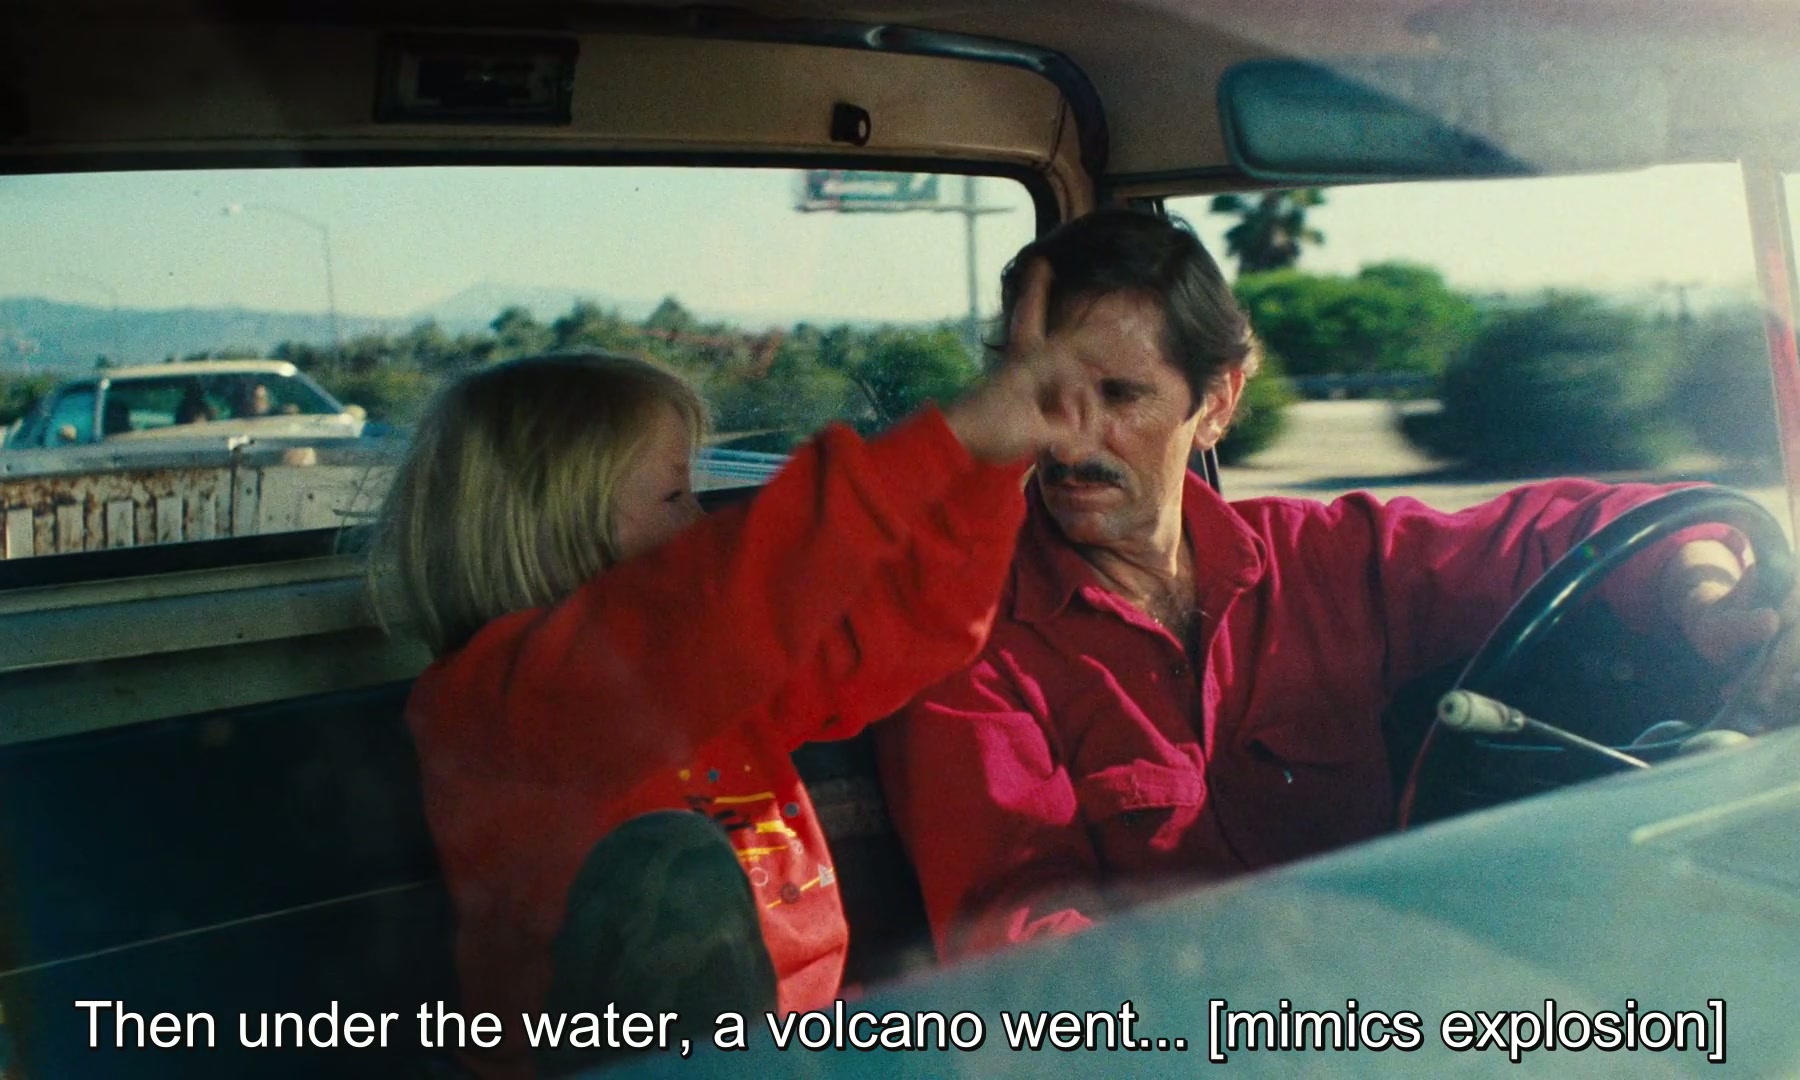 Then under the water, a volcano went... [mimics explosion]